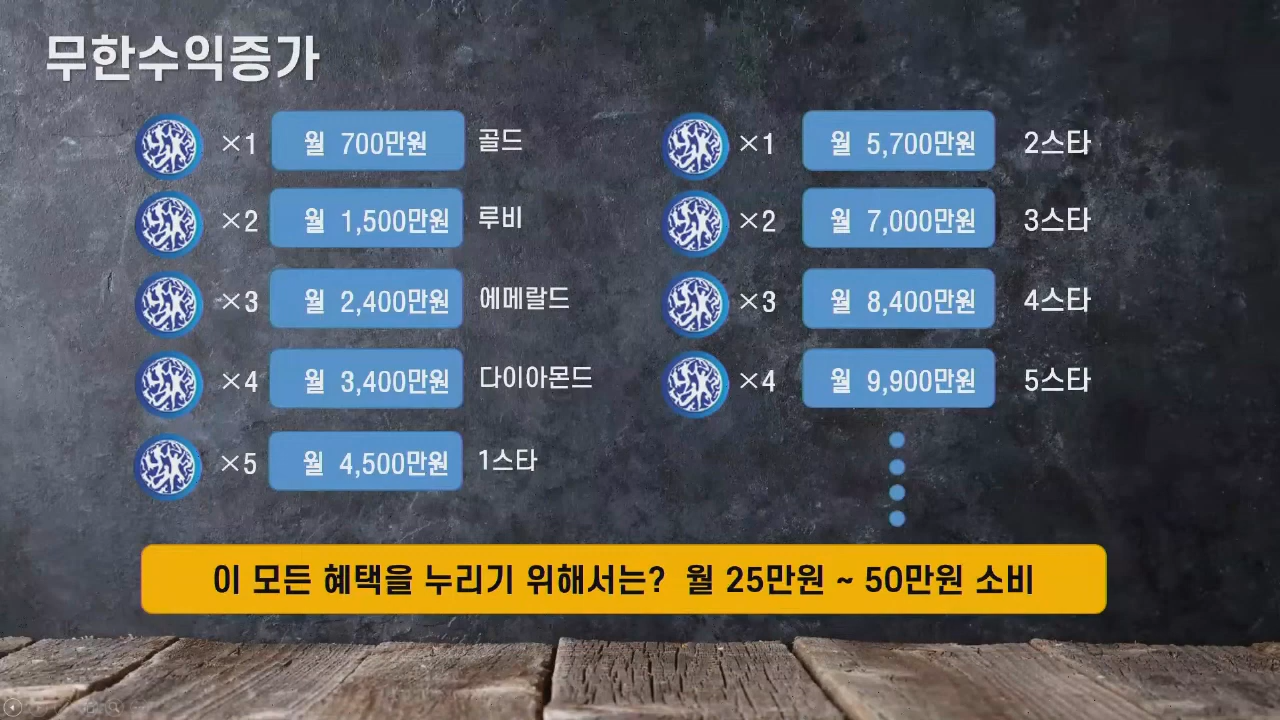 무한수익증가
×1 월 700만원 골드
×2 월 1,500만원 루비
×3 월 2,400만원 에메랄드
×4 월 3,400만원 다이아몬드
×5 월 4,500만원 1스타
×1 월 5,700만원 2스타
×2 월 7,000만원 3스타
×3 월 8,400만원 4스타
×4 월 9,900만원 5스타
이 모든 혜택을 누리기 위해서는? 월 25만원 ~ 50만원 소비